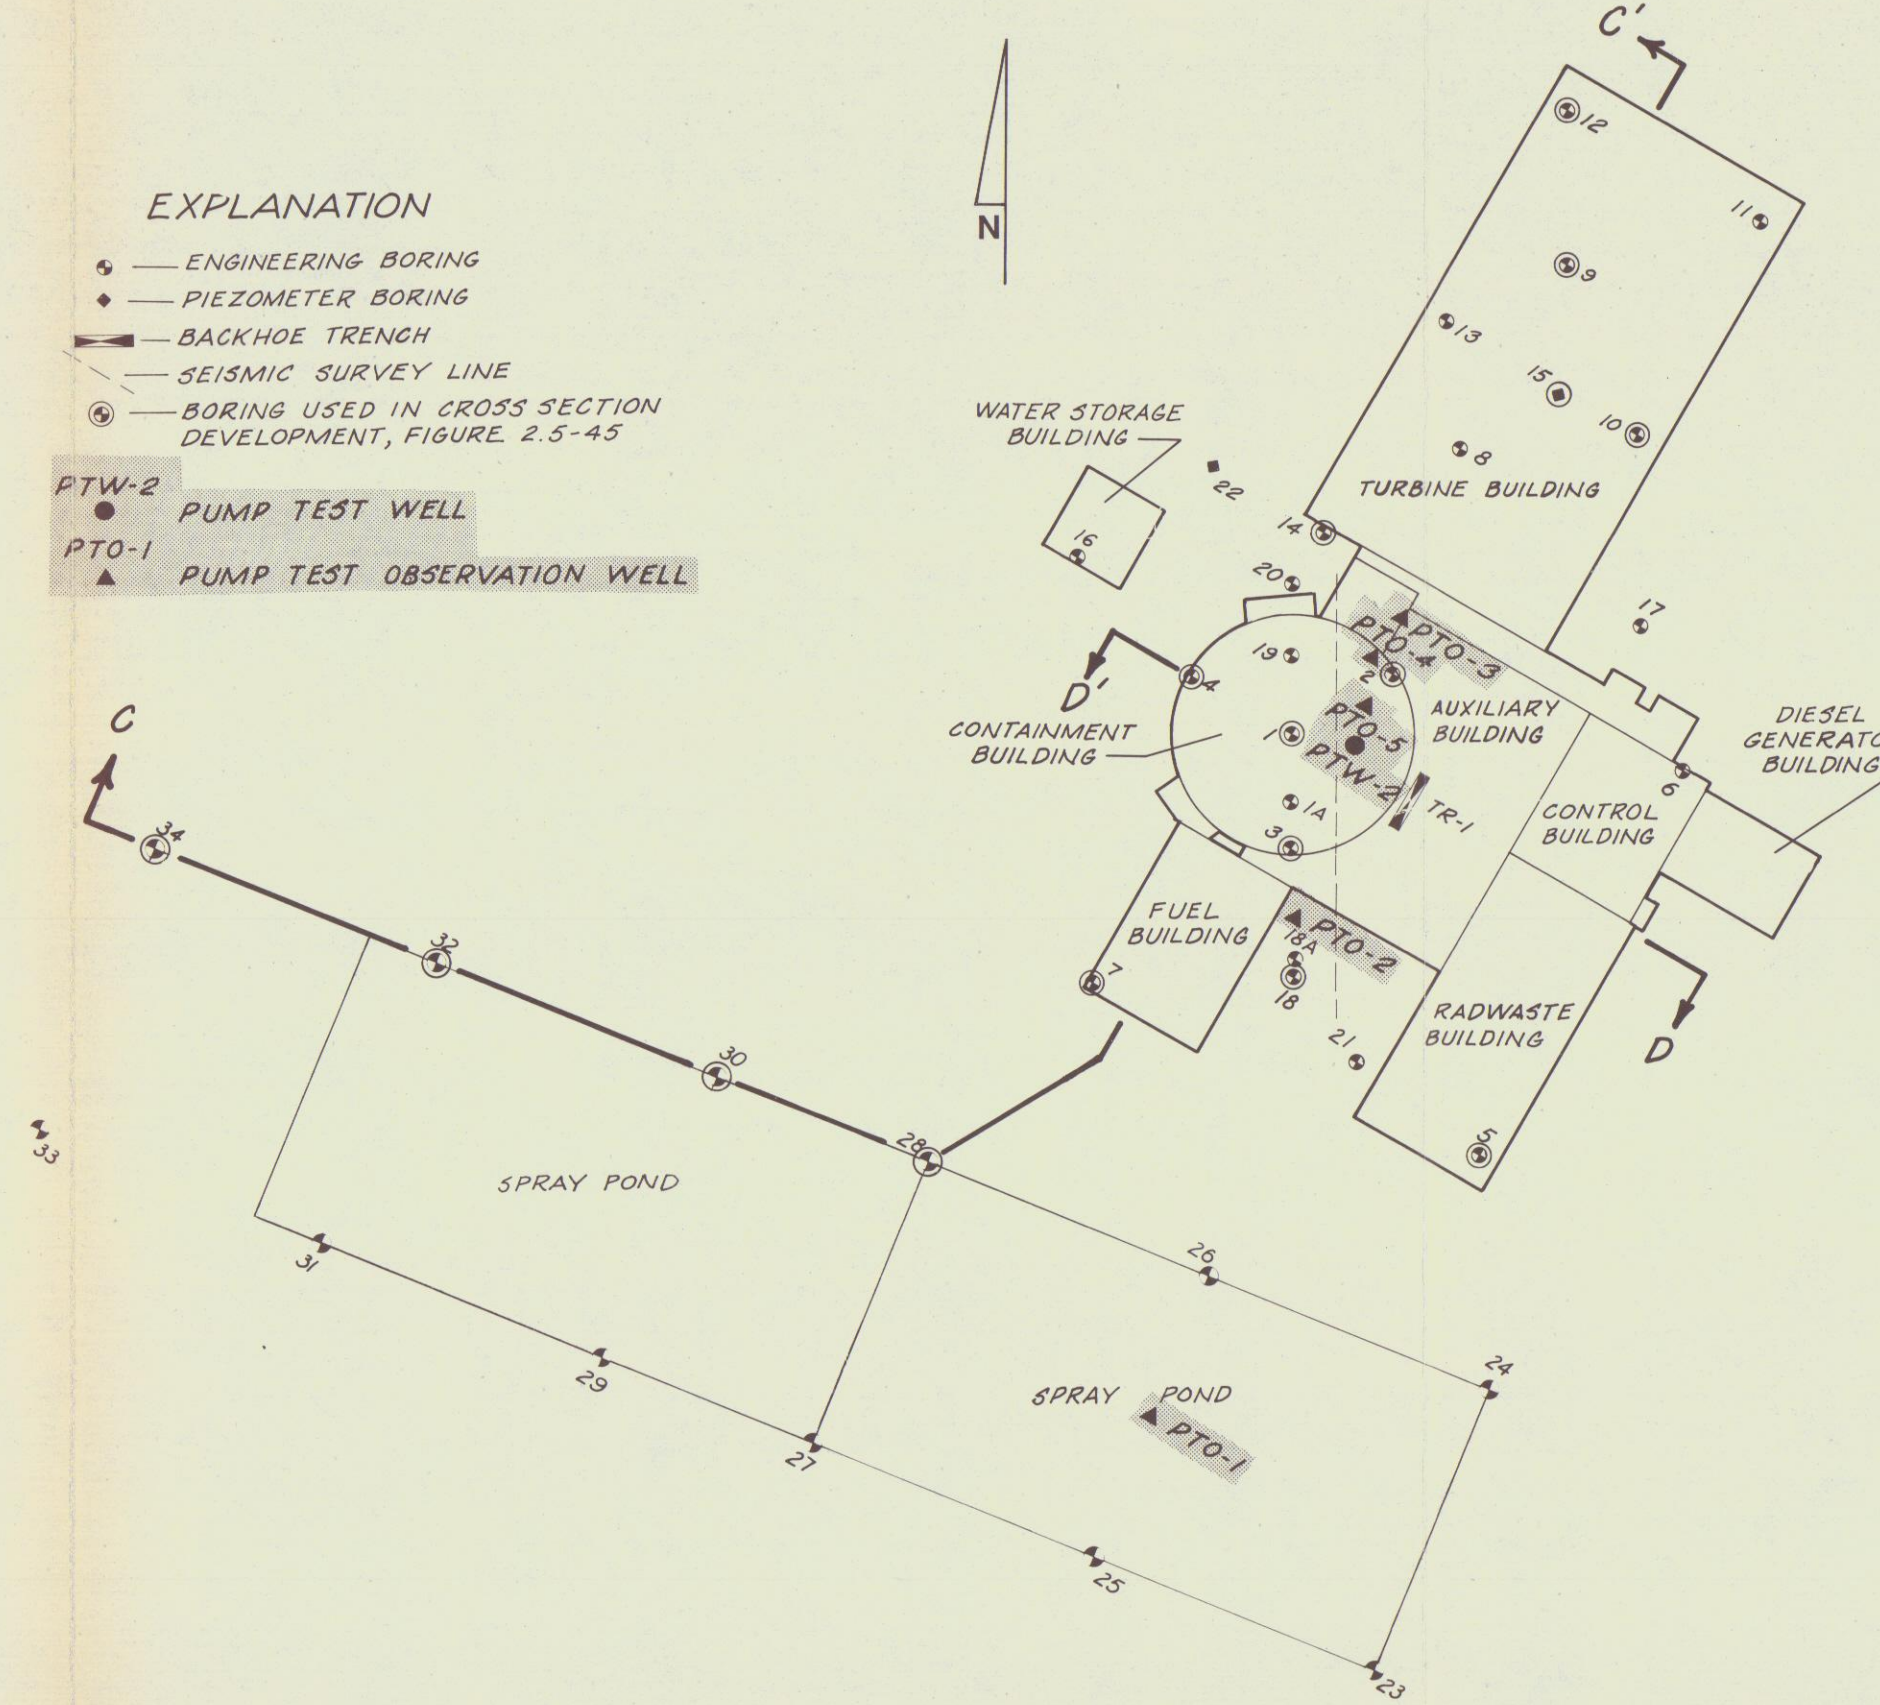 C'
12
11
EXPLANATION
N
ENGINEERING BORING
9
PIEZOMETER BORING
13
BACKHOE TRENCH
SEISMIC SURVEY LINE
15
BORING USED IN CROSS SECTION
DEVELOPMENT, FIGURE 2.5-45
WATER STORAGE
BUILDING
10
8
22
TURBINE BUILDING
PTW-2
PUMP TEST WELL
14
16
PTO-1
PUMP TEST OBSERVATION WELL
20
17
PTO-3
PTO-4
19
2
4
D'
C
PTO-5
AUXILIARY
BUILDING
CONTAINMENT
BUILDING
1
PTW-2
DIESEL
GENERATO
BUILDING
6
1A
TR-1
3
CONTROL
BUILDING
34
FUEL
BUILDING
PTO-2
32
18A
7
18
RADWASTE
BUILDING
21
D
30
33
28
5
SPRAY POND
31
26
29
24
SPRAY POND
PTO-1
27
25
23